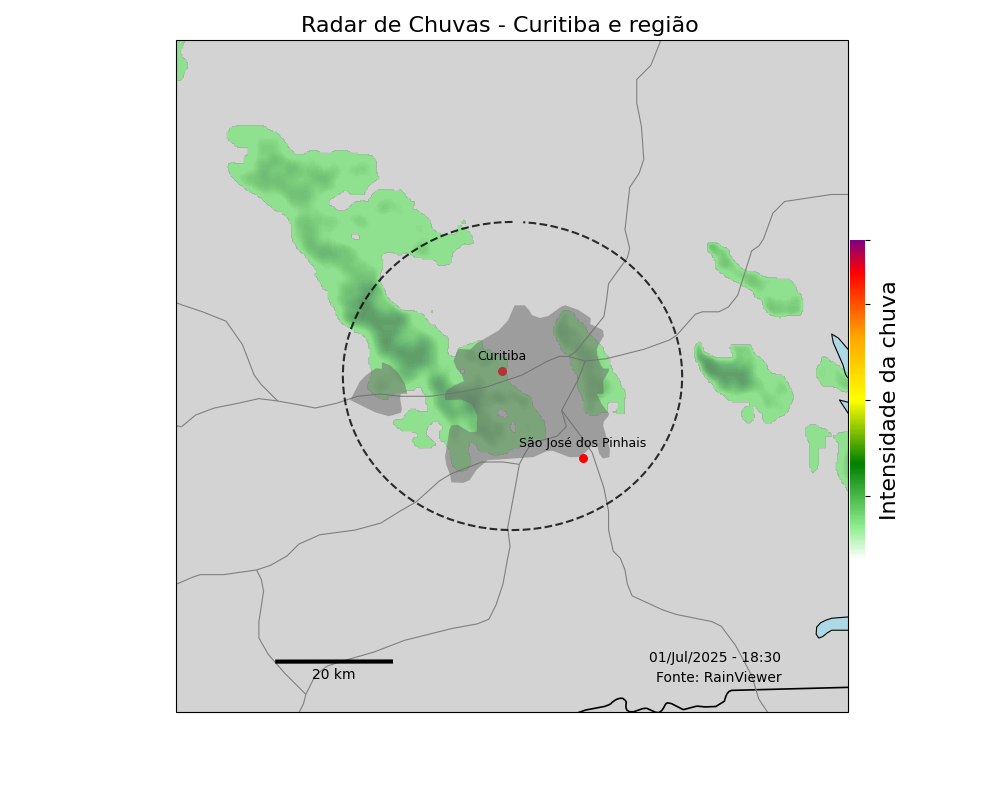 Radar de Chuvas - Curitiba e região
Curitiba
São José dos Pinhais
Intensidade da chuva
01/Jul/2025 - 18:30
20 km
Fonte: RainViewer